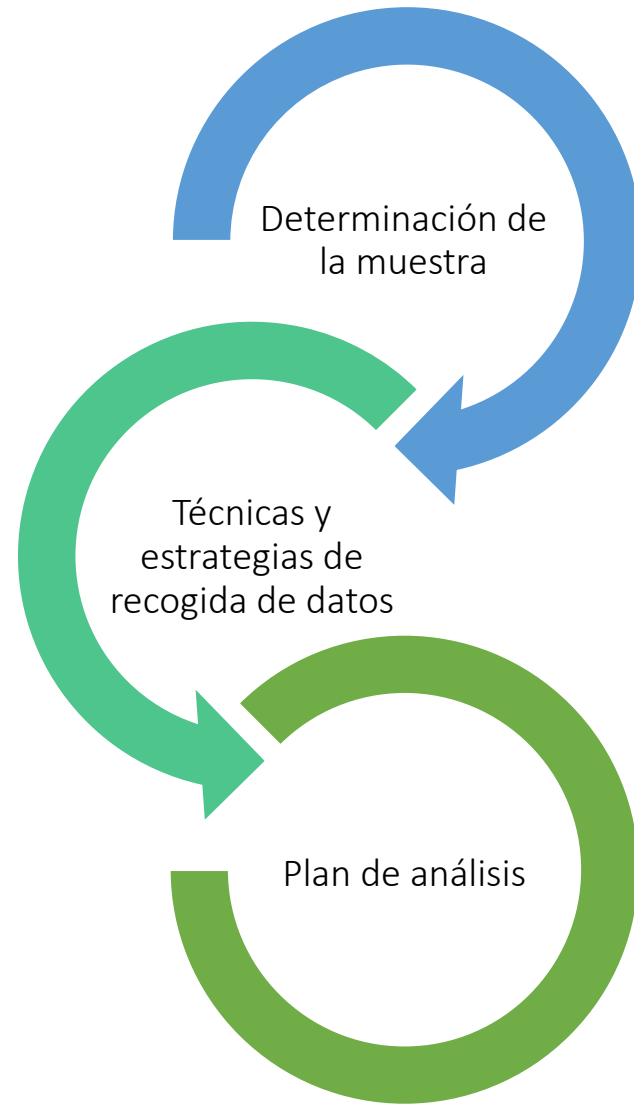 Determinación de
la muestra
Técnicas y
estrategias de
recogida de datos
Plan de análisis